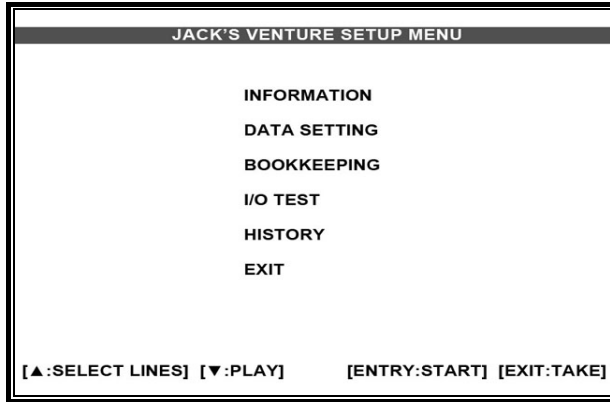 JACK'S VENTURE SETUP MENU
INFORMATION
DATA SETTING
BOOKKEEPING
I/O TEST
HISTORY
EXIT
[▲:SELECT LINES] [▼:PLAY] [ENTRY:START] [EXIT:TAKE]